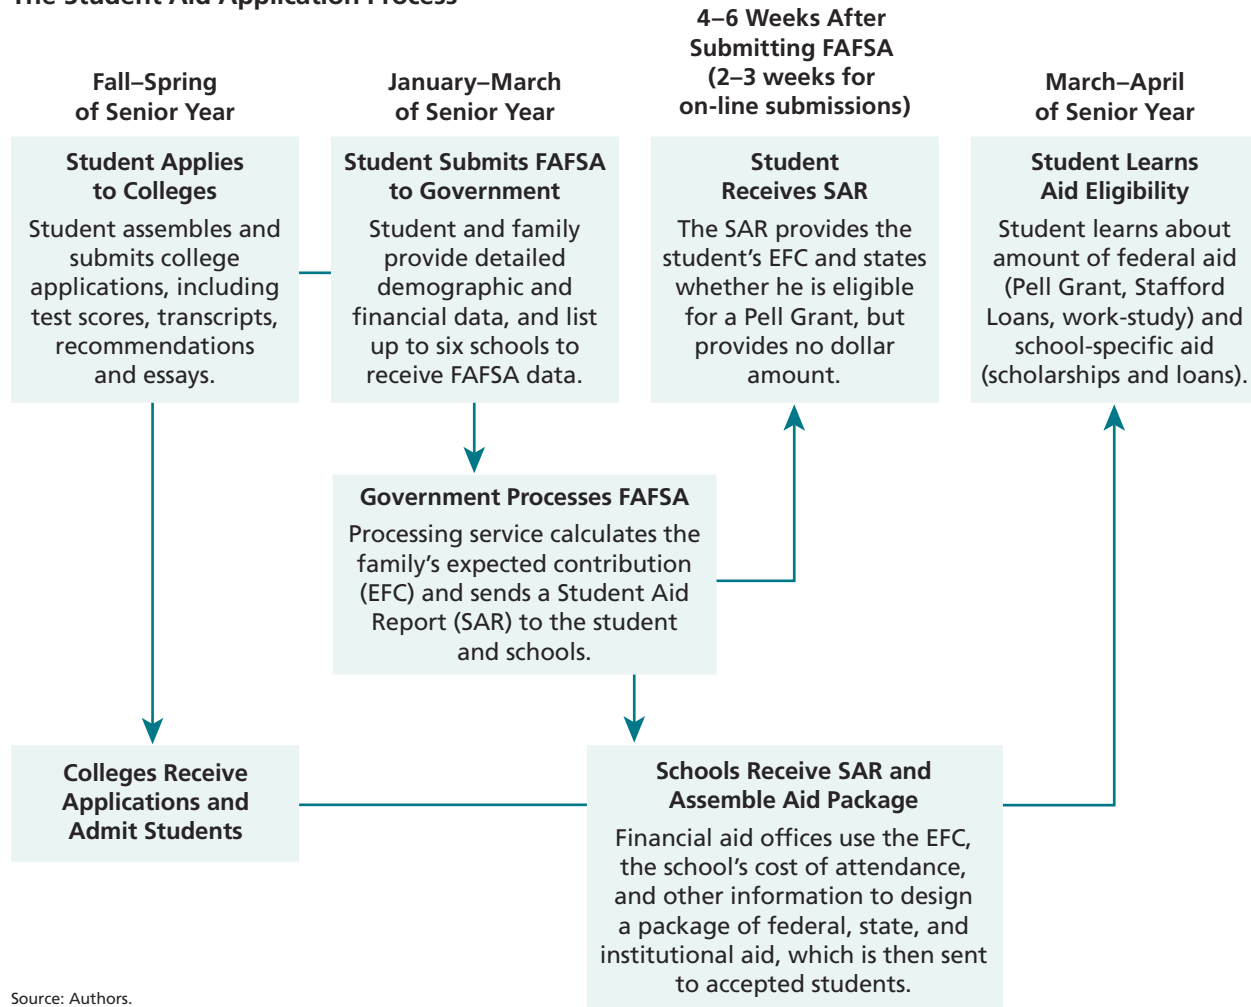 The Student Aid Application Process
Fall–Spring
of Senior Year
January–March
of Senior Year
4–6 Weeks After
Submitting FAFSA
(2–3 weeks for
on-line submissions)
March–April
of Senior Year
Student Applies
to Colleges
Student assembles and
submits college
applications, including
test scores, transcripts,
recommendations
and essays.
Student Submits FAFSA
to Government
Student and family
provide detailed
demographic and
financial data, and list
up to six schools to
receive FAFSA data.
Student
Receives SAR
The SAR provides the
student’s EFC and states
whether he is eligible
for a Pell Grant, but
provides no dollar
amount.
Student Learns
Aid Eligibility
Student learns about
amount of federal aid
(Pell Grant, Stafford
Loans, work-study) and
school-specific aid
(scholarships and loans).
Government Processes FAFSA
Processing service calculates the
family’s expected contribution
(EFC) and sends a Student Aid
Report (SAR) to the student
and schools.
Colleges Receive
Applications and
Admit Students
Schools Receive SAR and
Assemble Aid Package
Financial aid offices use the EFC,
the school’s cost of attendance,
and other information to design
a package of federal, state, and
institutional aid, which is then sent
to accepted students.
Source: Authors.